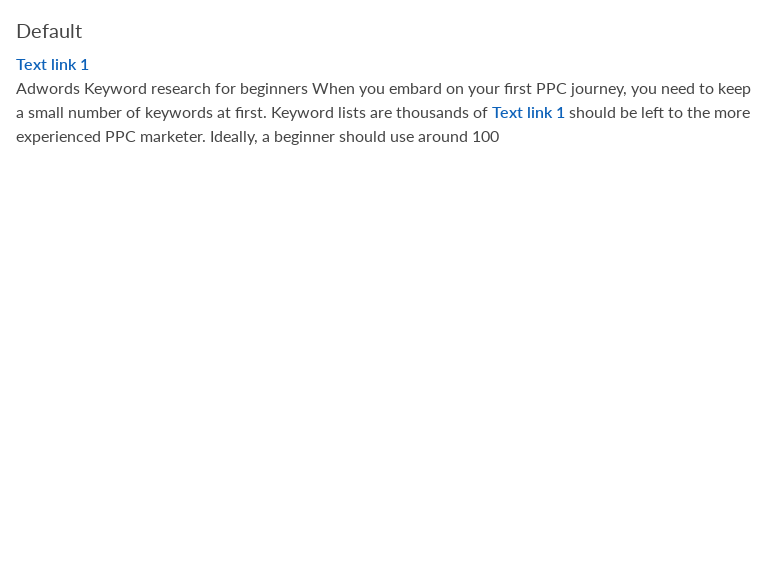 Default
Text link 1
Adwords Keyword research for beginners When you embard on your first PPC journey, you need to keep
a small number of keywords at first. Keyword lists are thousands of Text link 1 should be left to the more
experienced PPC marketer. Ideally, a beginner should use around 100